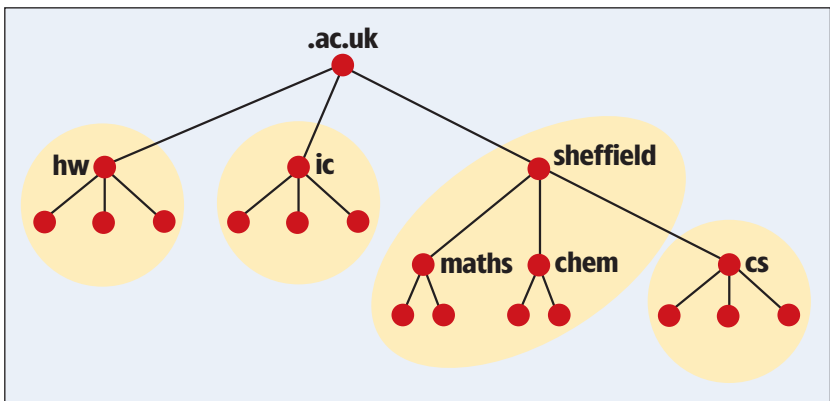 .ac.uk
hw
ic
sheffield
maths
chem
cs